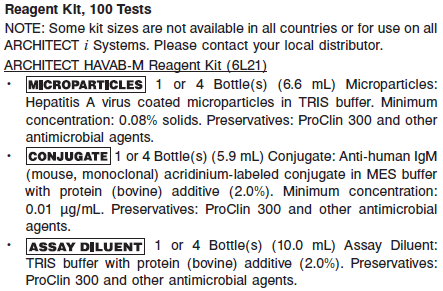 Reagent Kit, 100 Tests
NOTE: Some kit sizes are not available in all countries or for use on all
ARCHITECT i Systems. Please contact your local distributor.
ARCHITECT HAVAB-M Reagent Kit (6L21)
• MICROPARTICLES 1 or 4 Bottle(s) (6.6 mL) Microparticles:
Hepatitis A virus coated microparticles in TRIS buffer. Minimum
concentration: 0.08% solids. Preservatives: ProClin 300 and other
antimicrobial agents.
• CONJUGATE 1 or 4 Bottle(s) (5.9 mL) Conjugate: Anti-human IgM
(mouse, monoclonal) acridinium-labeled conjugate in MES buffer
with protein (bovine) additive (2.0%). Minimum concentration:
0.01 µg/mL. Preservatives: ProClin 300 and other antimicrobial
agents.
• ASSAY DILUENT 1 or 4 Bottle(s) (10.0 mL) Assay Diluent:
TRIS buffer with protein (bovine) additive (2.0%). Preservatives:
ProClin 300 and other antimicrobial agents.